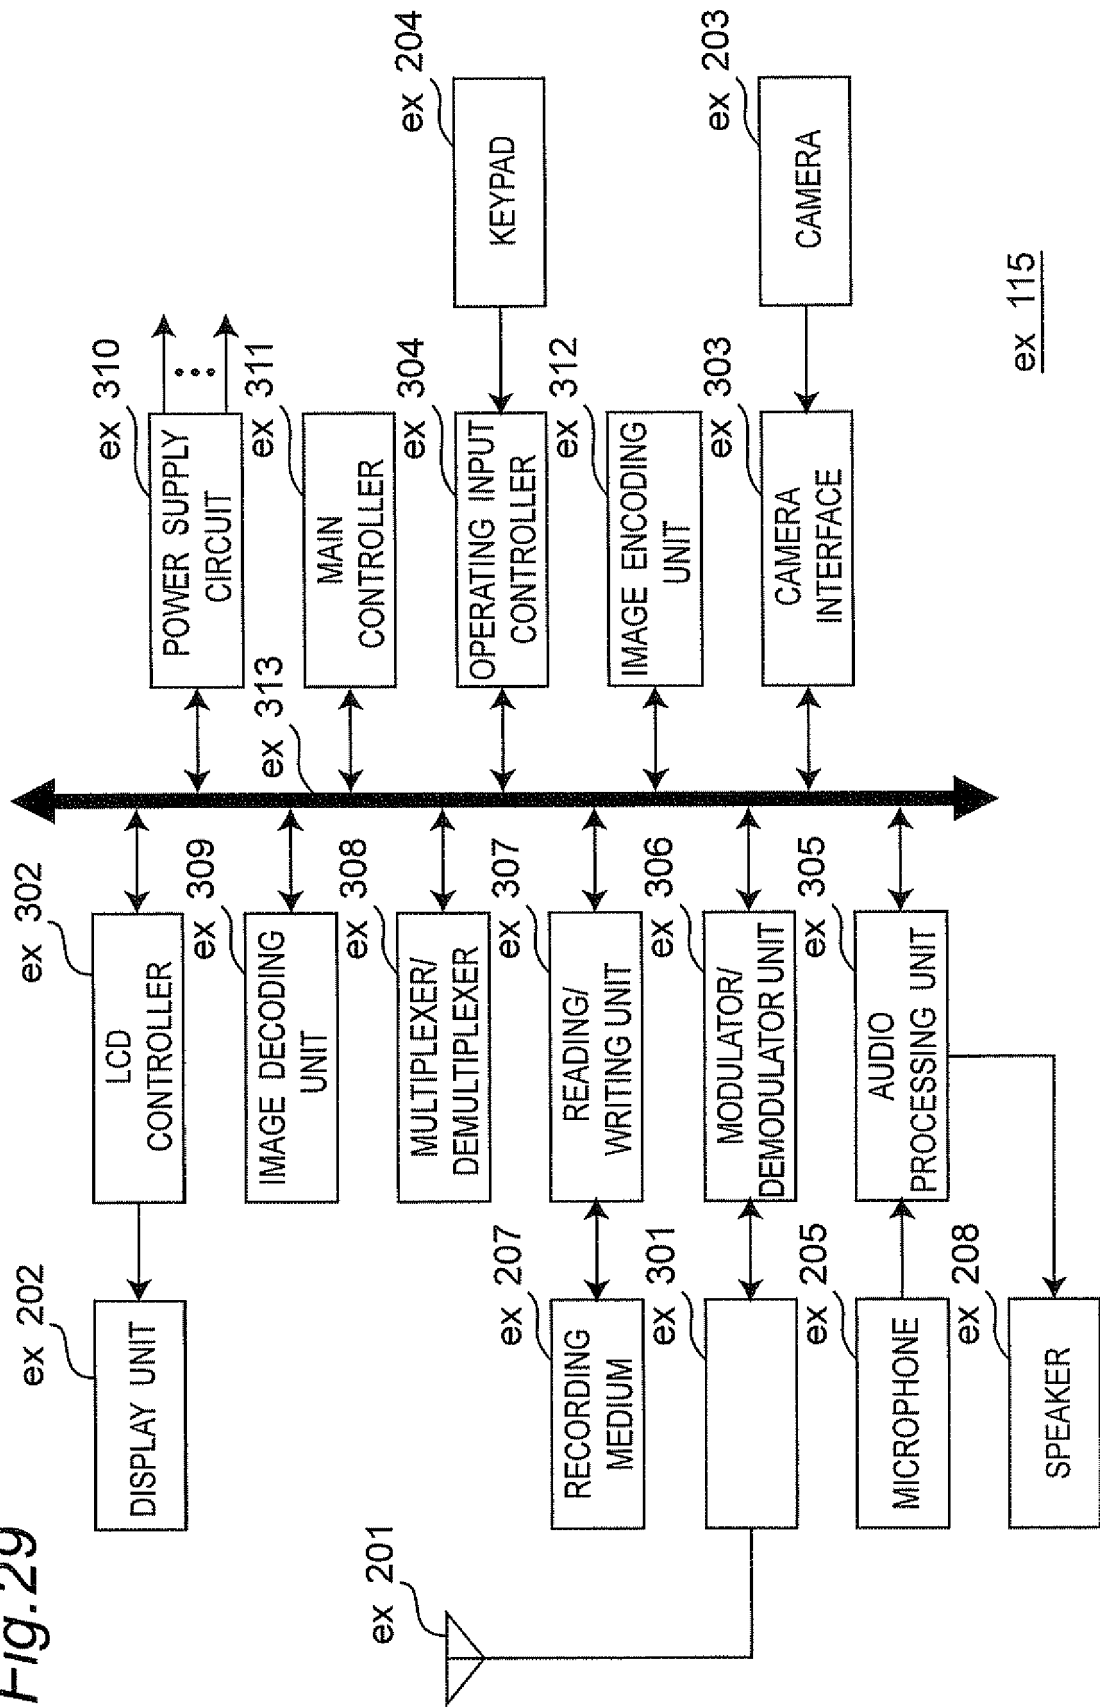 Fig.29
ex 202
DISPLAY UNIT
ex 302
LCD
CONTROLLER
ex 309
IMAGE DECODING
UNIT
ex 308
MULTIPLEXER/
DEMULTIPLEXER
ex 201
ex 207
RECORDING
MEDIUM
ex 307
READING/
WRITING UNIT
ex 301
ex 306
MODULATOR/
DEMODULATOR UNIT
ex 205
MICROPHONE
ex 305
AUDIO
PROCESSING UNIT
ex 208
SPEAKER
ex 313
ex 310
POWER SUPPLY
CIRCUIT
ex 311
MAIN
CONTROLLER
ex 304
OPERATING INPUT
CONTROLLER
ex 204
KEYPAD
ex 312
IMAGE ENCODING
UNIT
ex 303
CAMERA
INTERFACE
ex 203
CAMERA
ex 115